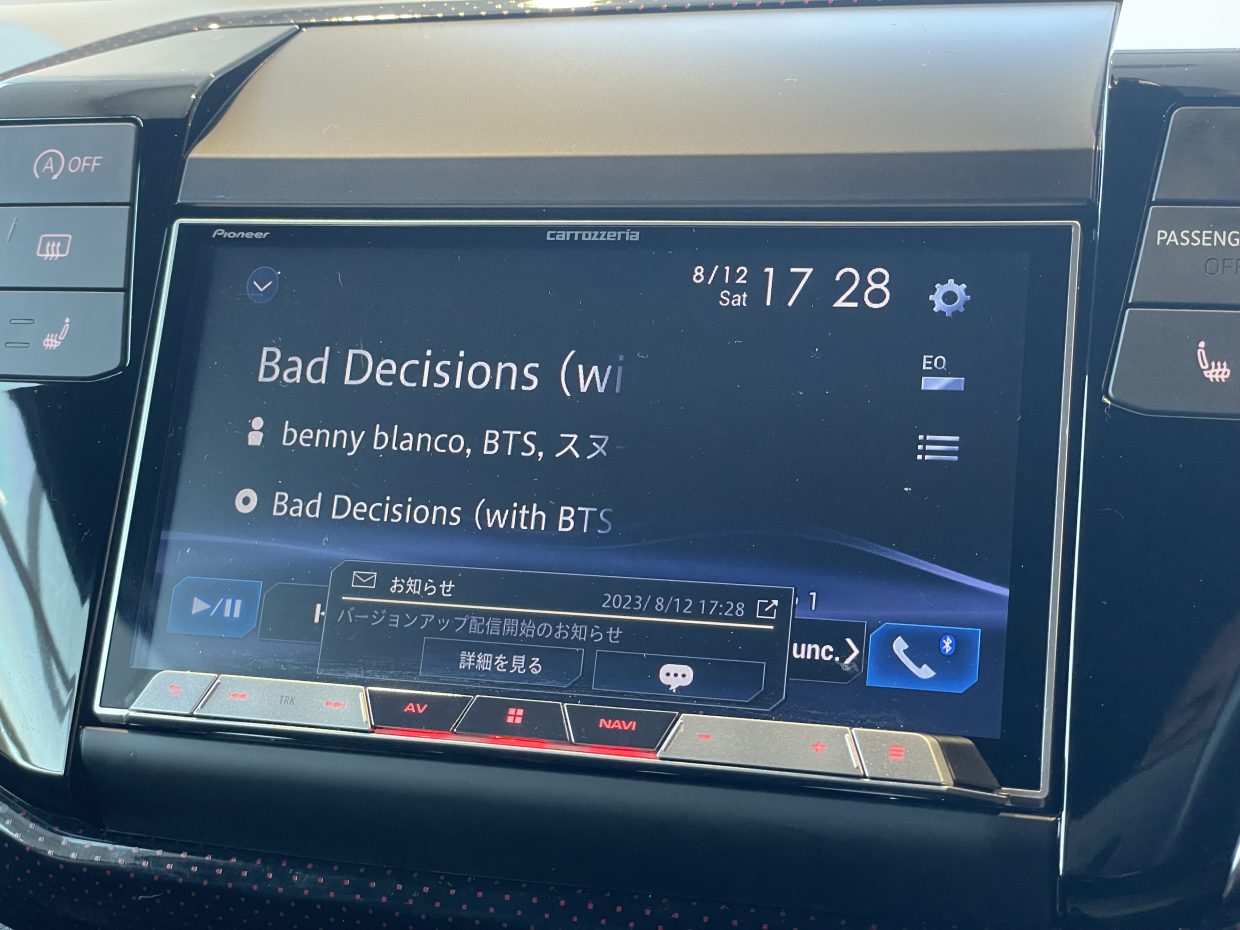 Pioneer
carrozzeria
A OFF
8/12
Sat
17 28
PASSENG
OFF
EQ
Bad Decisions (wi
benny blanco, BTS, スヌ
Bad Decisions (with BTS
お知らせ
2023/ 8/12 17:28
1
バージョンアップ配信開始のお知らせ
詳細を見る
unc.
TRK
AV
NAVI